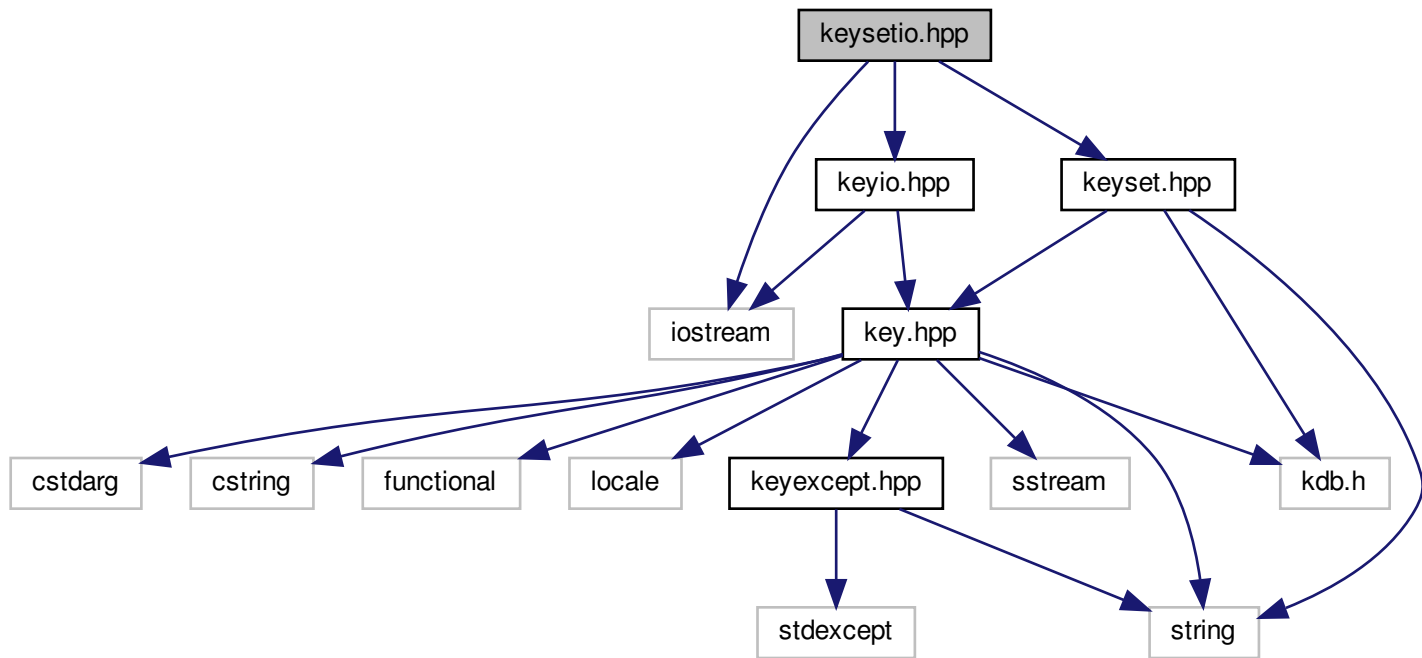 keysetio.hpp
keyio.hpp
keyset.hpp
iostream
key.hpp
cstdarg
cstring
functional
locale
keyexcept.hpp
sstream
kdb.h
stdexcept
string